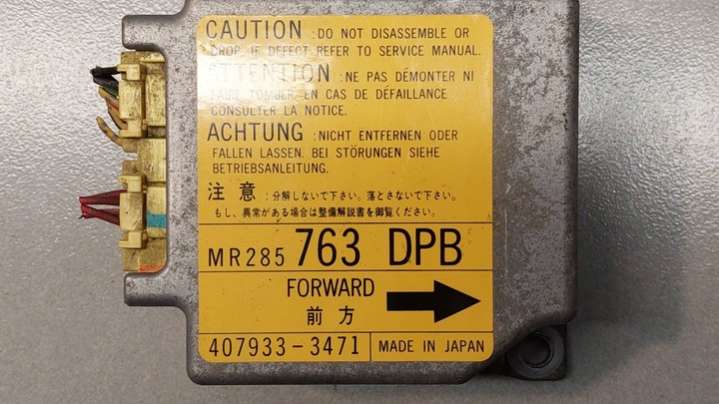 CAUTION : DO NOT DISASSEMBLE OR
DROP. IF DEFECT REFER TO SERVICE MANUAL.
ATTENTION : NE PAS DÉMONTER NI
FAIRE TOMBER. EN CAS DE DÉFAILLANCE
CONSULTER LA NOTICE.
ACHTUNG : NICHT ENTFERNEN ODER
FALLEN LASSEN. BEI STÖRUNGEN SIEHE
BETRIEBSANLEITUNG.
注意 : 分解しないで下さい。落とさないで下さい。
もし、異常がある場合は整備解説書を御覧ください。
MR285 763 DPB
FORWARD
前方
407933-3471 MADE IN JAPAN